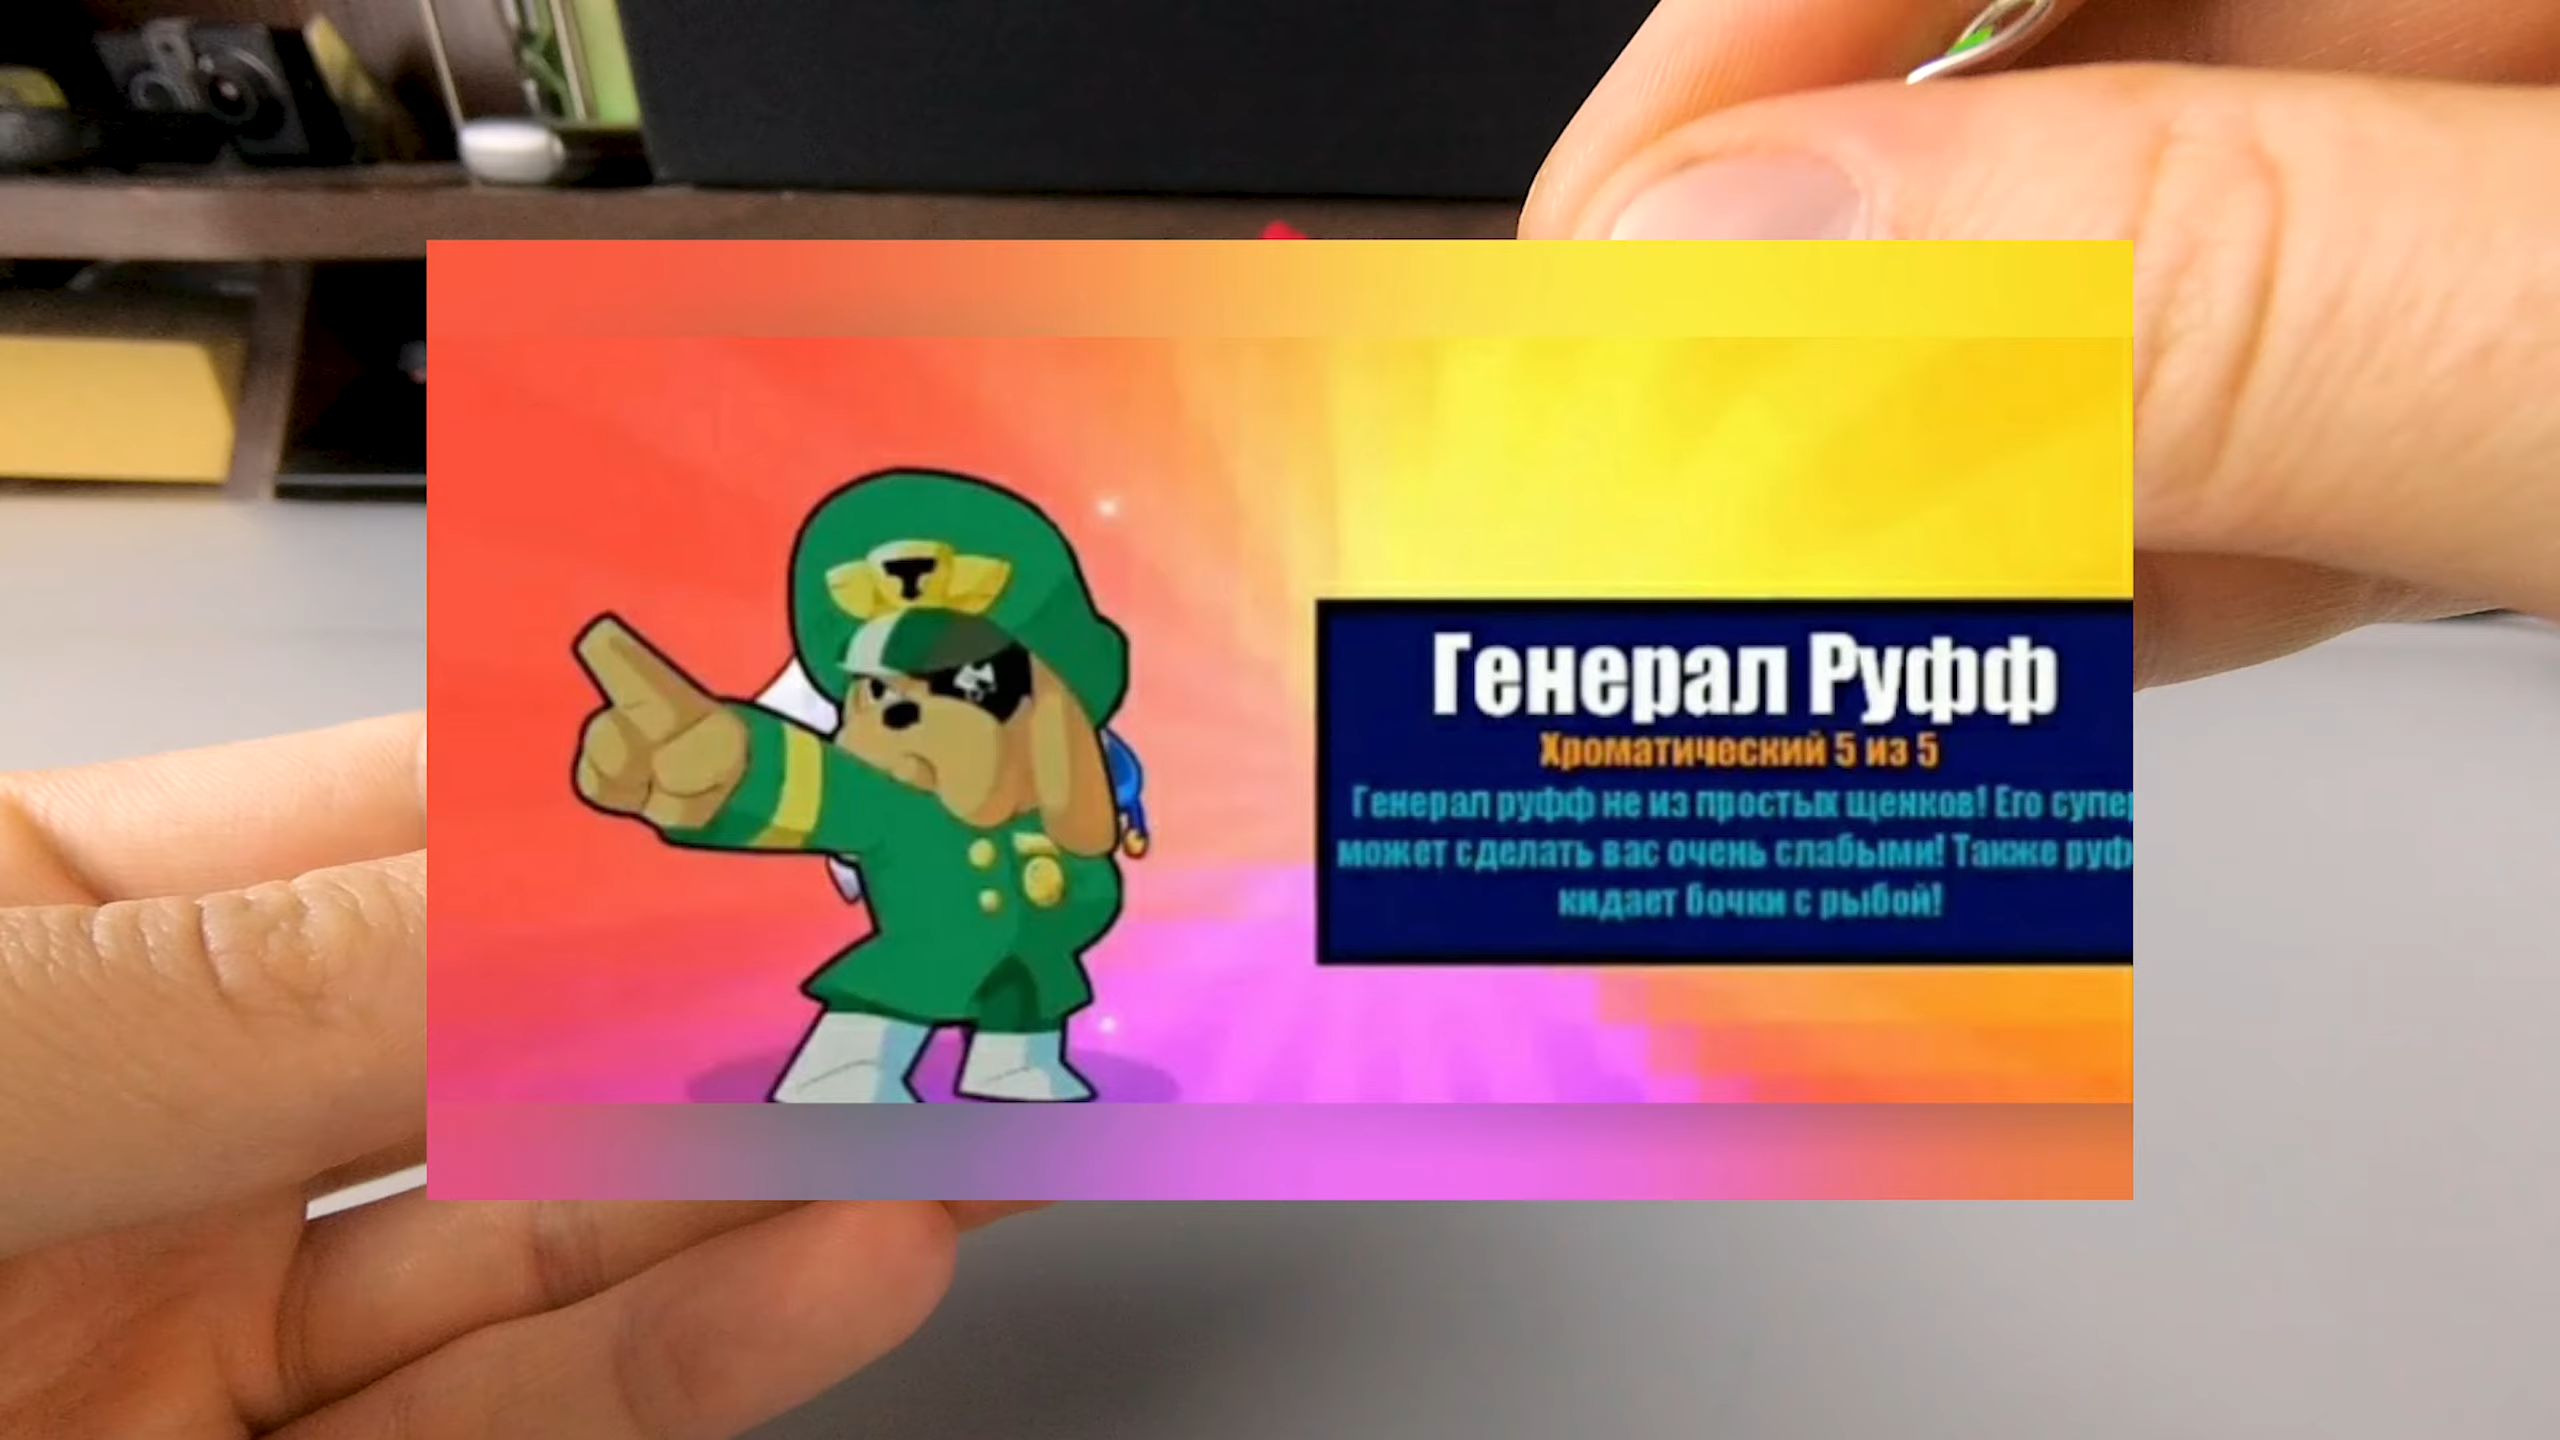 Генерал Руфф
Хроматический 5 из 5
Генерал руфф не из простых щенков! Его
может сделать вас очень слабыми! Также
кидает бочки с рыбой!